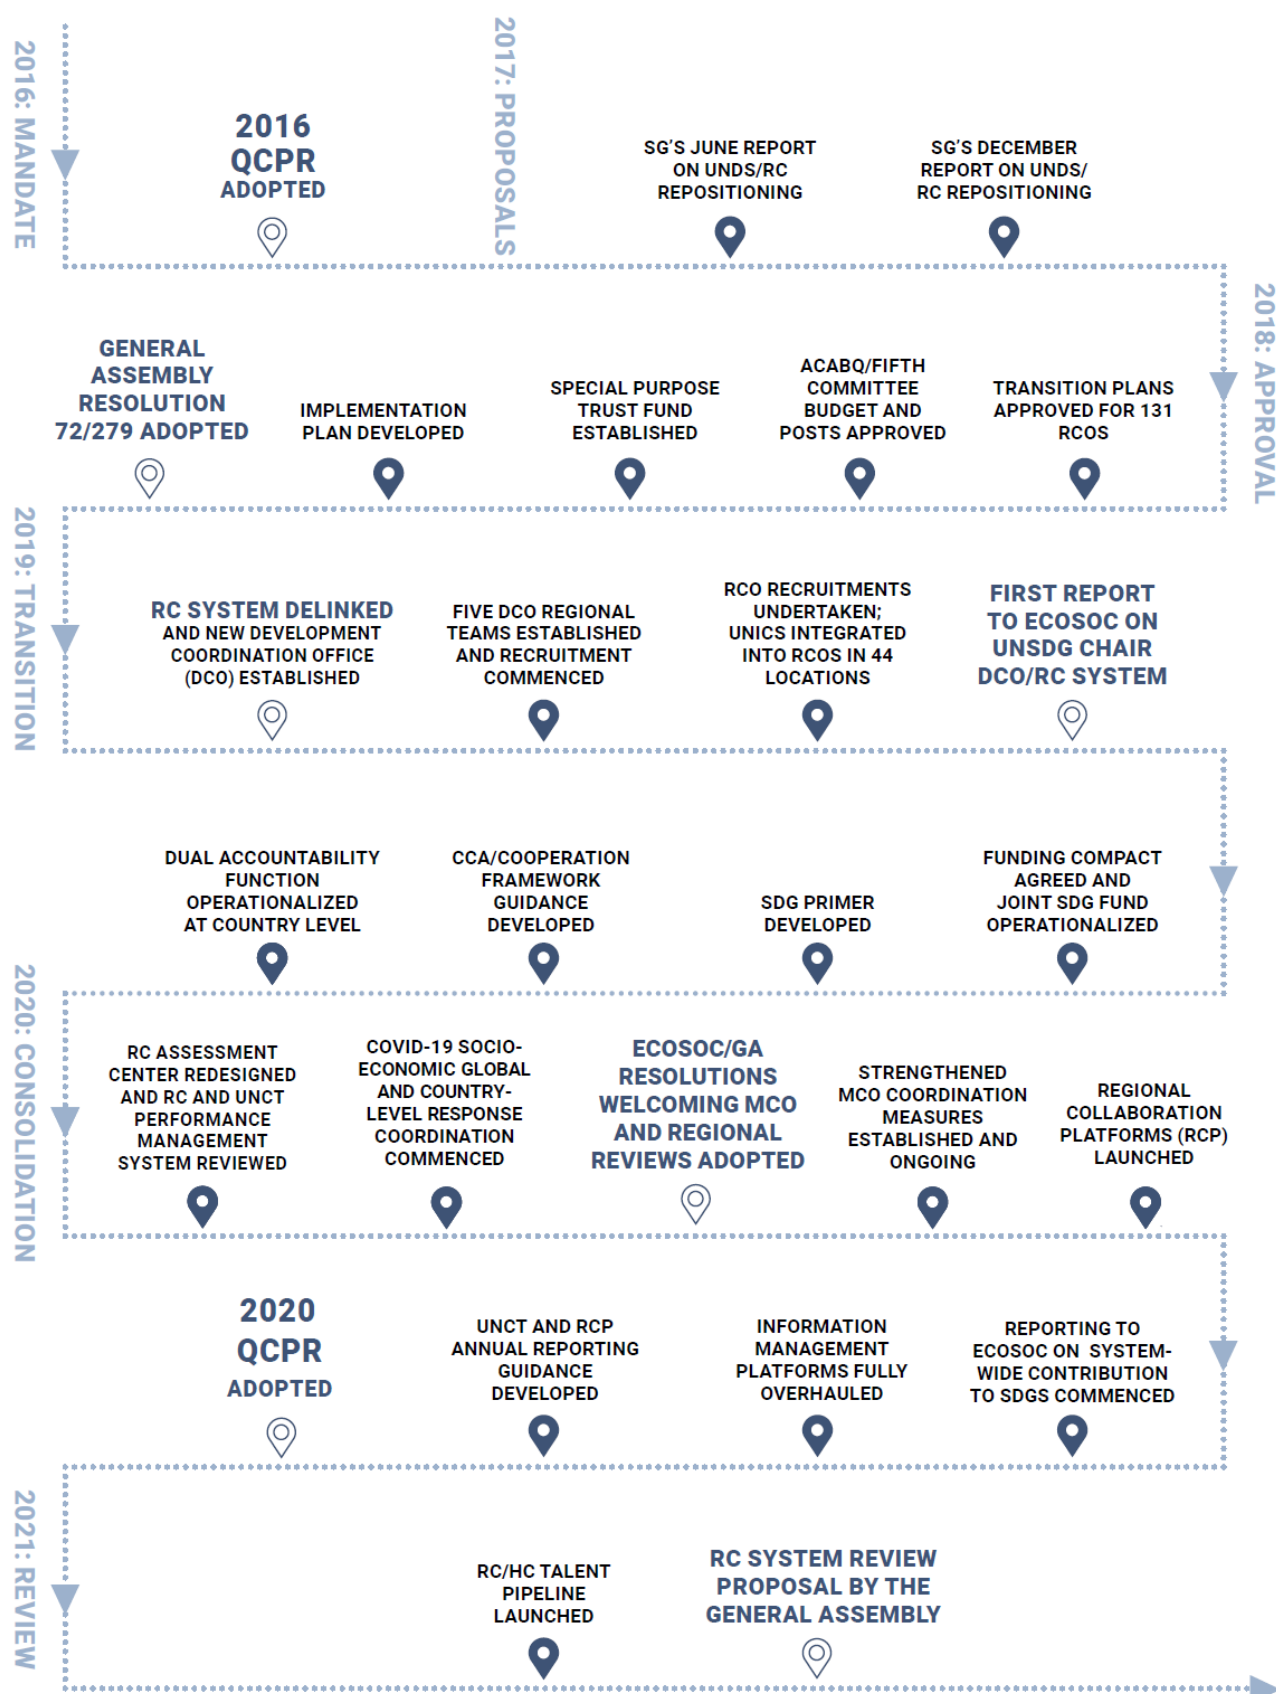 2016: MANDATE
2016
QCPR
ADOPTED
2017: PROPOSALS
SG'S JUNE REPORT
ON UNDS/RC
REPOSITIONING
SG'S DECEMBER
REPORT ON UNDS/
RC REPOSITIONING
2018: APPROVAL
GENERAL
ASSEMBLY
RESOLUTION
72/279 ADOPTED
IMPLEMENTATION
PLAN DEVELOPED
SPECIAL PURPOSE
TRUST FUND
ESTABLISHED
ACABQ/FIFTH
COMMITTEE
BUDGET AND
POSTS APPROVED
TRANSITION PLANS
APPROVED FOR 131
RCOS
2019: TRANSITION
RC SYSTEM DELINKED
AND NEW DEVELOPMENT
COORDINATION OFFICE
(DCO) ESTABLISHED
FIVE DCO REGIONAL
TEAMS ESTABLISHED
AND RECRUITMENT
COMMENCED
RCO RECRUITMENTS
UNDERTAKEN;
UNICS INTEGRATED
INTO RCOS IN 44
LOCATIONS
FIRST REPORT
TO ECOSOC ON
UNSDG CHAIR
DCO/RC SYSTEM
DUAL ACCOUNTABILITY
FUNCTION
OPERATIONALIZED
AT COUNTRY LEVEL
CCA/COOPERATION
FRAMEWORK
GUIDANCE
DEVELOPED
SDG PRIMER
DEVELOPED
FUNDING COMPACT
AGREED AND
JOINT SDG FUND
OPERATIONALIZED
2020: CONSOLIDATION
RC ASSESSMENT
CENTER REDESIGNED
AND RC AND UNCT
PERFORMANCE
MANAGEMENT
SYSTEM REVIEWED
COVID-19 SOCIO-
ECONOMIC GLOBAL
AND COUNTRY-
LEVEL RESPONSE
COORDINATION
COMMENCED
ECOSOC/GA
RESOLUTIONS
WELCOMING MCO
AND REGIONAL
REVIEWS ADOPTED
STRENGTHENED
MCO COORDINATION
MEASURES
ESTABLISHED AND
ONGOING
REGIONAL
COLLABORATION
PLATFORMS (RCP)
LAUNCHED
2020
QCPR
ADOPTED
UNCT AND RCP
ANNUAL REPORTING
GUIDANCE
DEVELOPED
INFORMATION
MANAGEMENT
PLATFORMS FULLY
OVERHAULED
REPORTING TO
ECOSOC ON SYSTEM-
WIDE CONTRIBUTION
TO SDGS COMMENCED
2021: REVIEW
RC/HC TALENT
PIPELINE
LAUNCHED
RC SYSTEM REVIEW
PROPOSAL BY THE
GENERAL ASSEMBLY